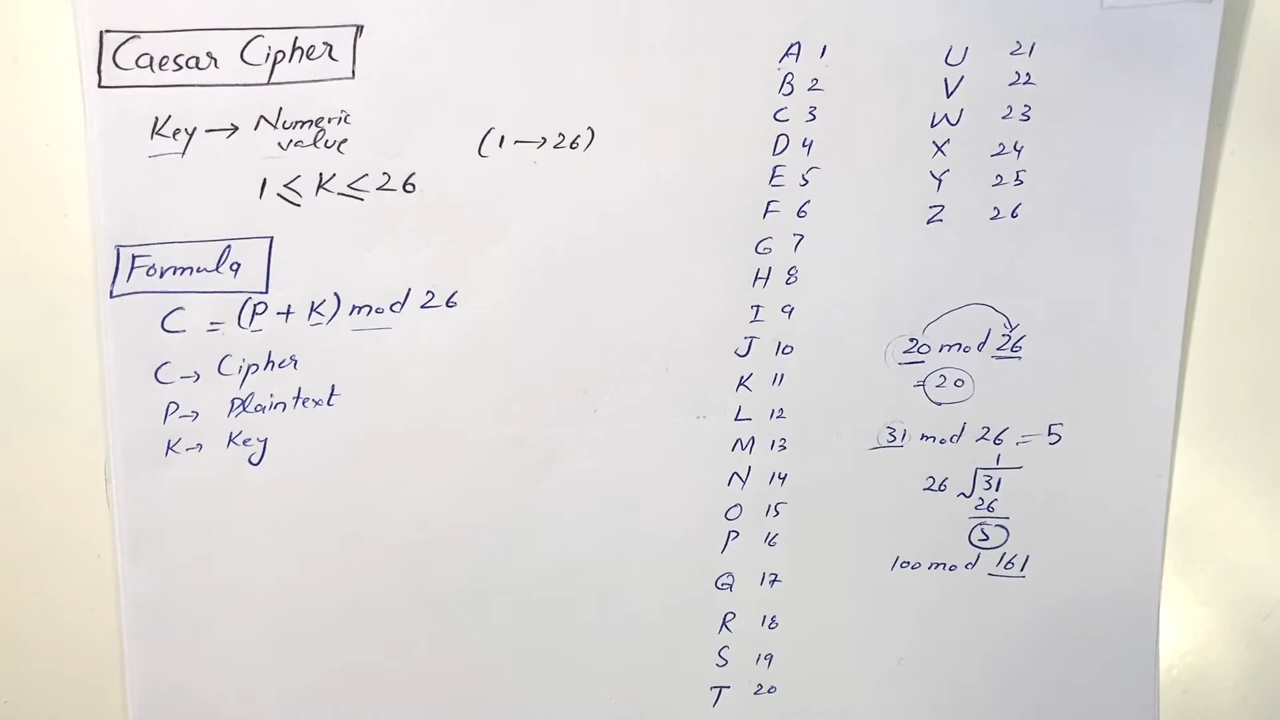 Caesar Cipher
Key → Numeric value
(1 → 26)
1 ≤ K ≤ 26
Formula
C = (P + K) mod 26
C → Cipher
P → Plaintext
K → Key
A 1
B 2
C 3
D 4
E 5
F 6
G 7
H 8
I 9
J 10
K 11
L 12
M 13
N 14
O 15
P 16
Q 17
R 18
S 19
T 20
U 21
V 22
W 23
X 24
Y 25
Z 26
20 mod 26
= 20
31 mod 26 = 5
1
26 √31
26
5
100 mod 161